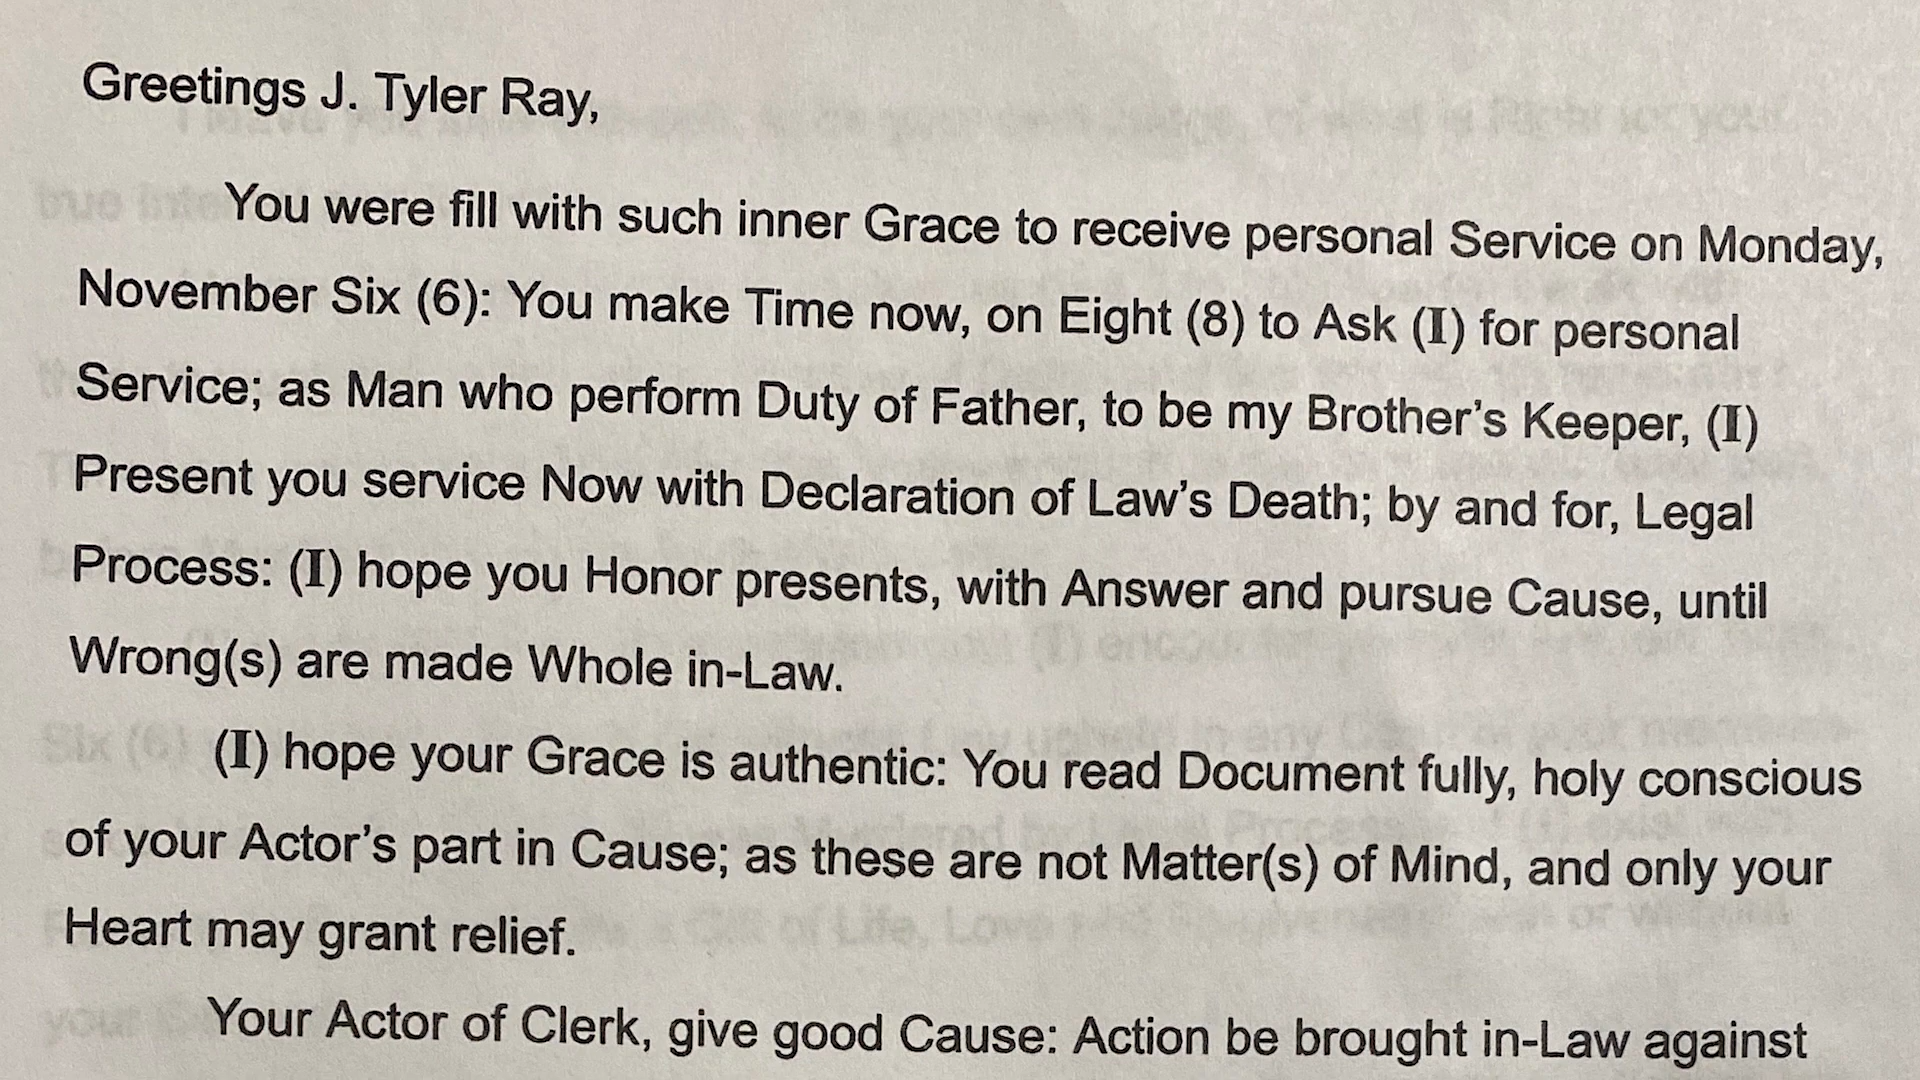 Greetings J. Tyler Ray,
You were fill with such inner Grace to receive personal Service on Monday,
November Six (6): You make Time now, on Eight (8) to Ask (I) for personal
Service; as Man who perform Duty of Father, to be my Brother's Keeper, (I)
Present you service Now with Declaration of Law's Death; by and for, Legal
Process: (I) hope you Honor presents, with Answer and pursue Cause, until
Wrong(s) are made Whole in-Law.
(I) hope your Grace is authentic: You read Document fully, holy conscious
of your Actor's part in Cause; as these are not Matter(s) of Mind, and only your
Heart may grant relief.
Your Actor of Clerk, give good Cause: Action be brought in-Law against